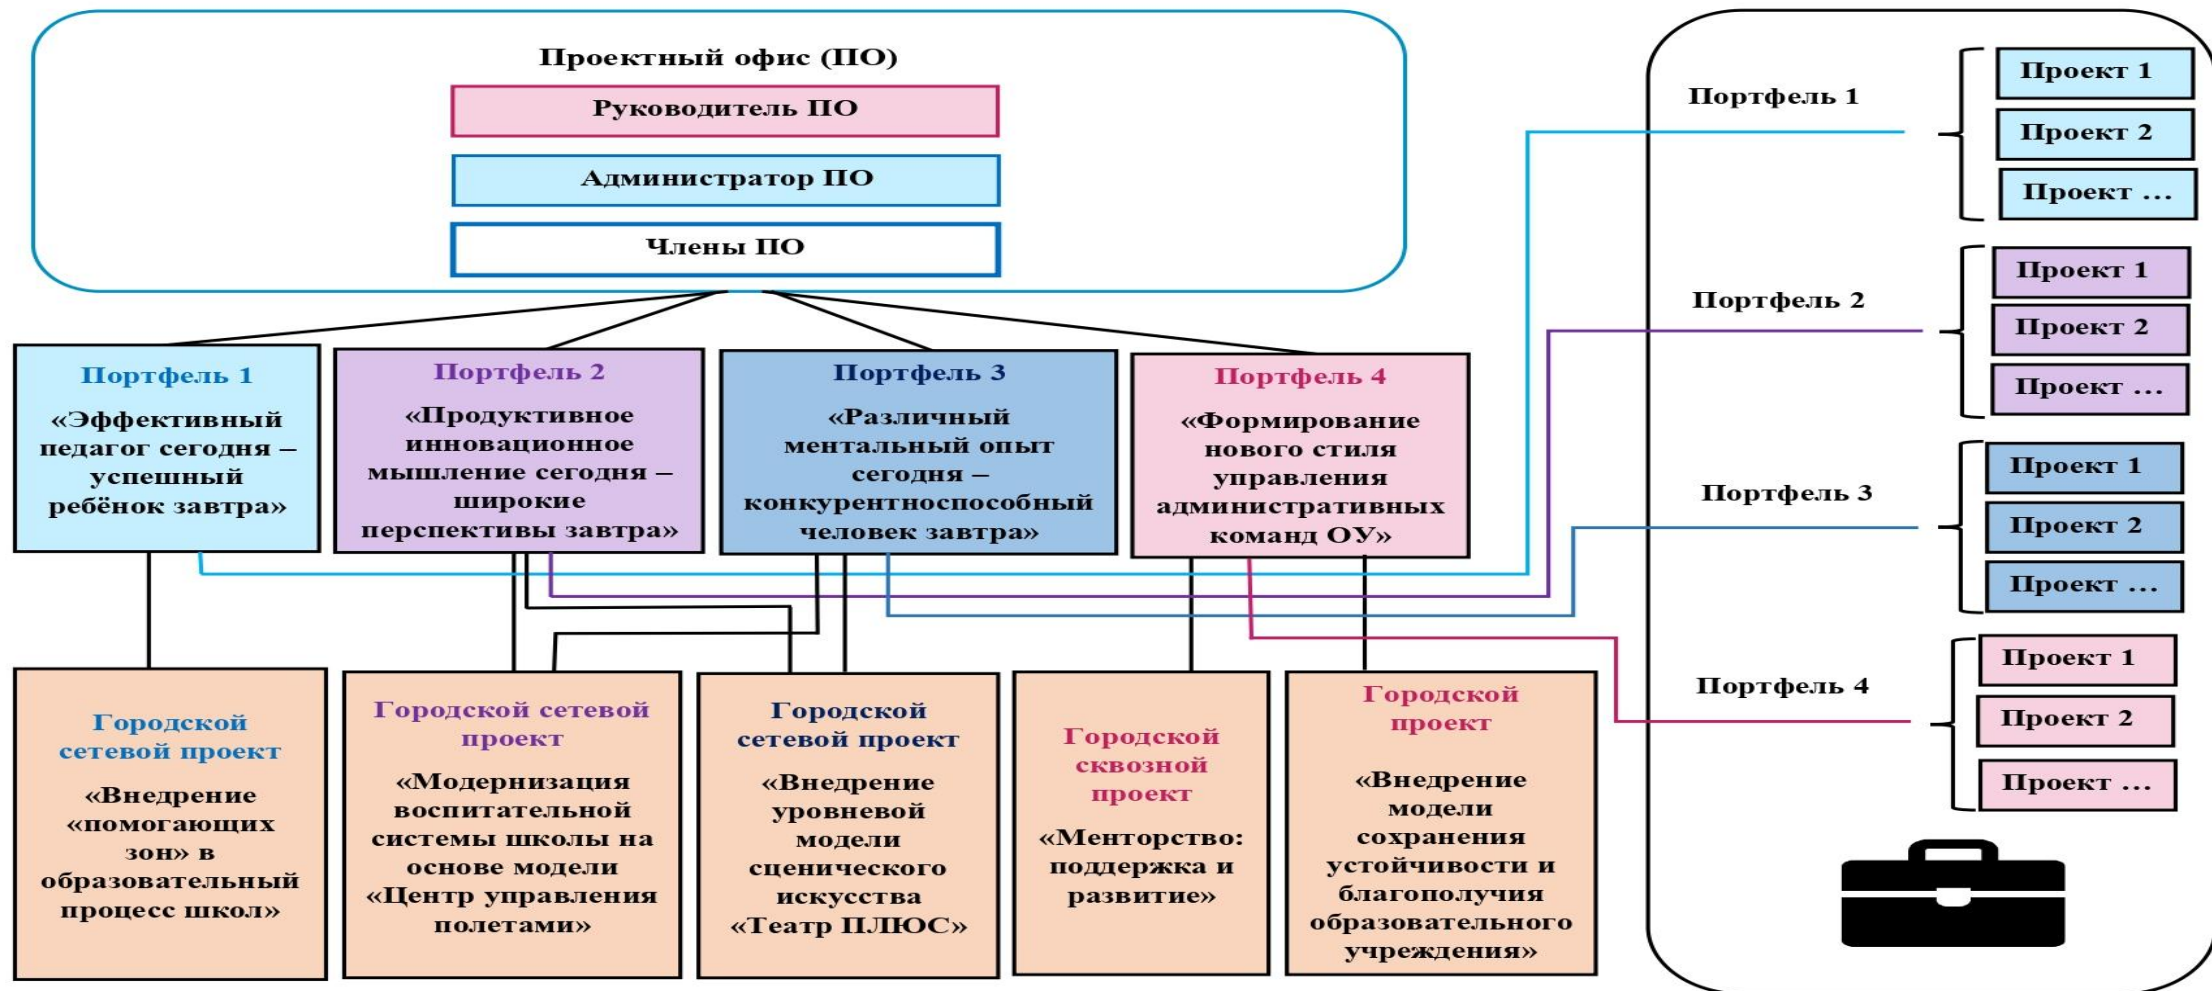 Проектный офис (ПО)
Руководитель ПО
Администратор ПО
Члены ПО
Портфель 1
«Эффективный
педагог сегодня –
успешный
ребёнок завтра»
Портфель 2
«Продуктивное
инновационное
мышление сегодня –
широкие
перспективы завтра»
Портфель 3
«Различный
ментальный опыт
сегодня –
конкурентноспособный
человек завтра»
Портфель 4
«Формирование
нового стиля
управления
административных
команд ОУ»
Городской
сетевой проект
«Внедрение
«помогающих
зон» в
образовательный
процесс школ»
Городской сетевой
проект
«Модернизация
воспитательной
системы школы на
основе модели
«Центр управления
полетами»
Городской
сетевой проект
«Внедрение
уровневой
модели
сценического
искусства
«Театр ПЛЮС»
Городской
сквозной
проект
«Менторство:
поддержка и
развитие»
Городской
проект
«Внедрение
модели
сохранения
устойчивости и
благополучия
образовательного
учреждения»
Портфель 1
Проект 1
Проект 2
Проект ...
Портфель 2
Проект 1
Проект 2
Проект ...
Портфель 3
Проект 1
Проект 2
Проект ...
Портфель 4
Проект 1
Проект 2
Проект ...